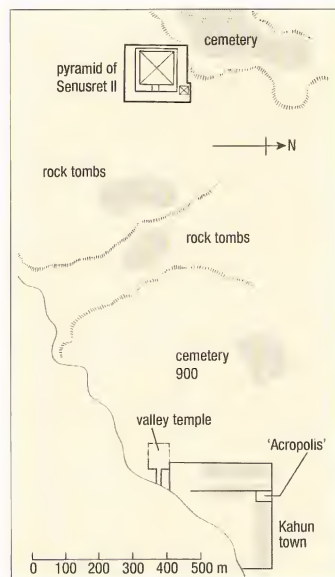 cemetery
pyramid of
Senusret II
N
rock tombs
rock tombs
cemetery
900
valley temple
'Acropolis'
Kahun
town
0 100 200 300 400 500 m